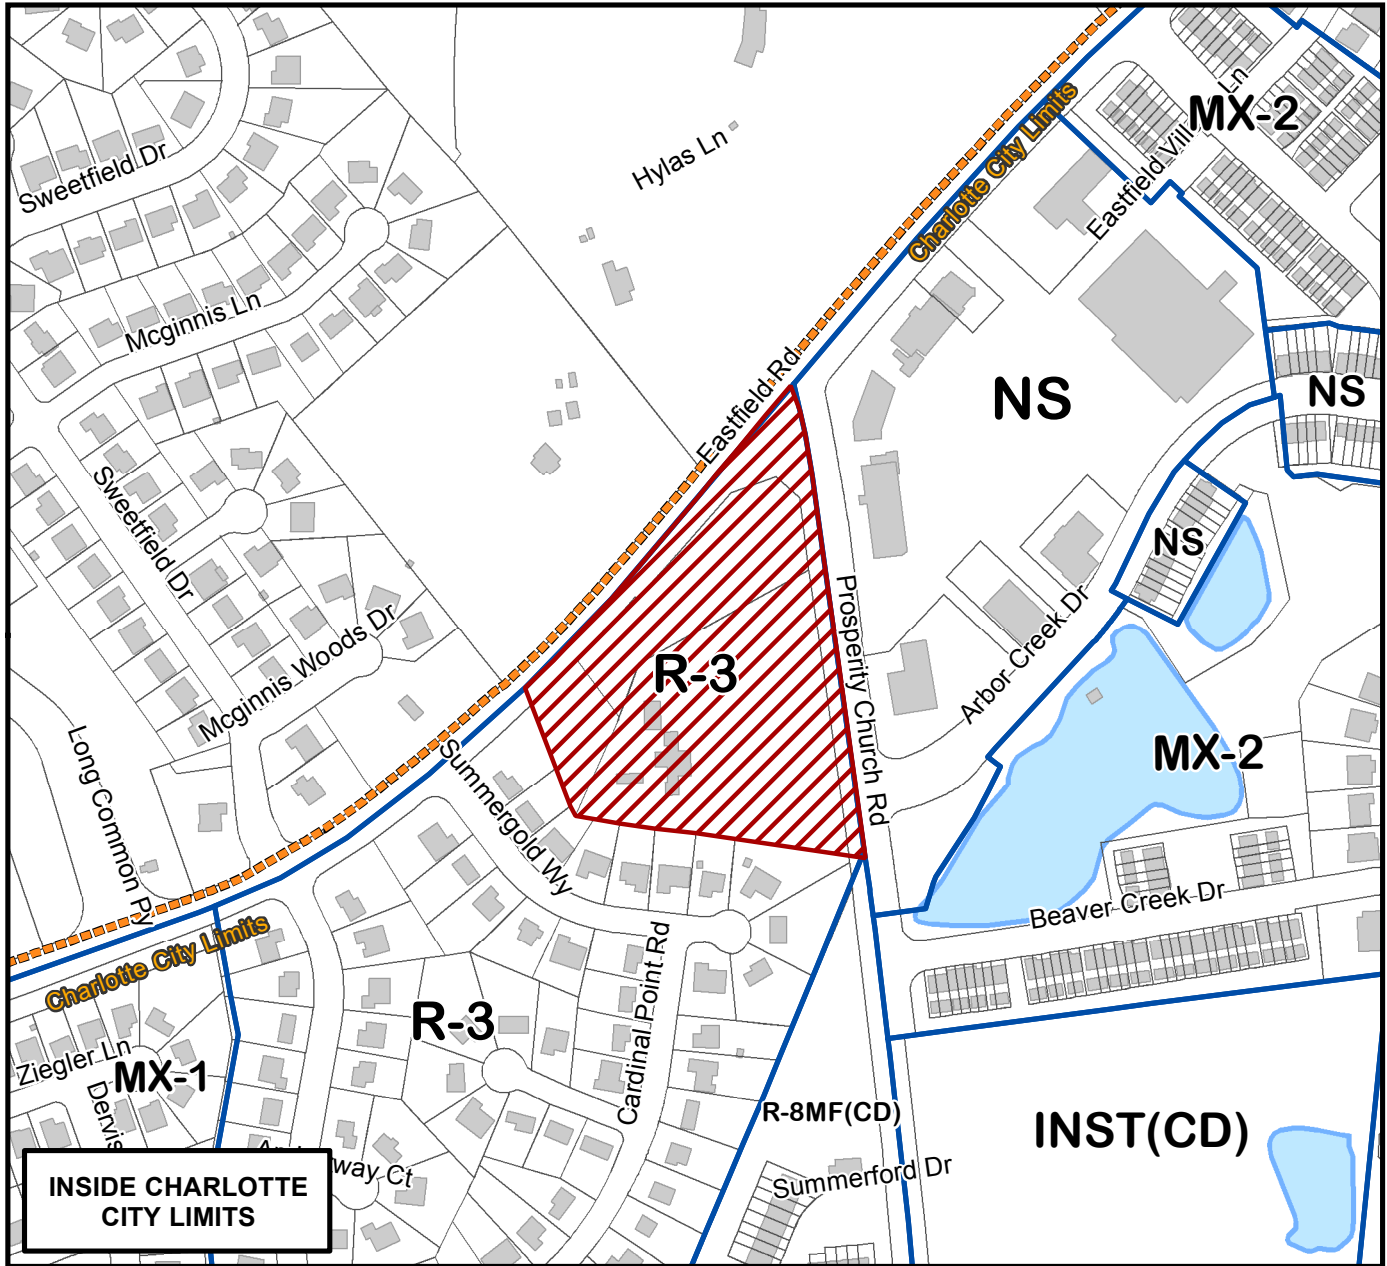 MX-2
Eastfield Ln
Hylas Ln
Charlotte City Limits
Sweetfield Dr
Mcginnis Ln
Eastfield Rd
NS
NS
Sweetfield Dr
NS
Prosperity Church Rd
Arbor Creek Dr
Mcginnis Woods Dr
R-3
Long Common Py
Summergold Wy
MX-2
Beaver Creek Dr
Charlotte City Limits
Cardinal Point Rd
R-3
Ziegler Ln
MX-1
R-8MF(CD)
INST(CD)
Summerford Dr
way Ct
INSIDE CHARLOTTE
CITY LIMITS